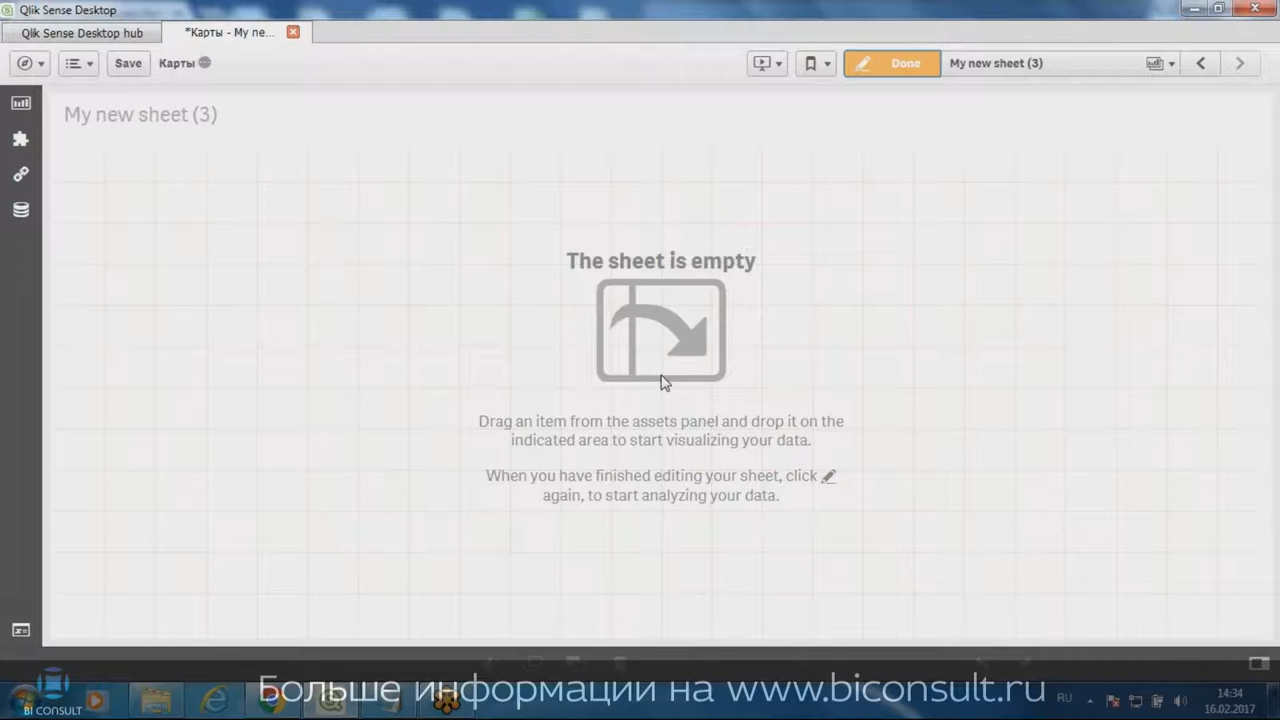 Qlik Sense Desktop
Qlik Sense Desktop hub
*Карты - My ne...
Save
Карты
Done
My new sheet (3)
My new sheet (3)
The sheet is empty
Drag an item from the assets panel and drop it on the
indicated area to start visualizing your data.
When you have finished editing your sheet, click
again, to start analyzing your data.
Больше информации на www.biconsult.ru
BI CONSULT
RU
14:34
16.02.2017